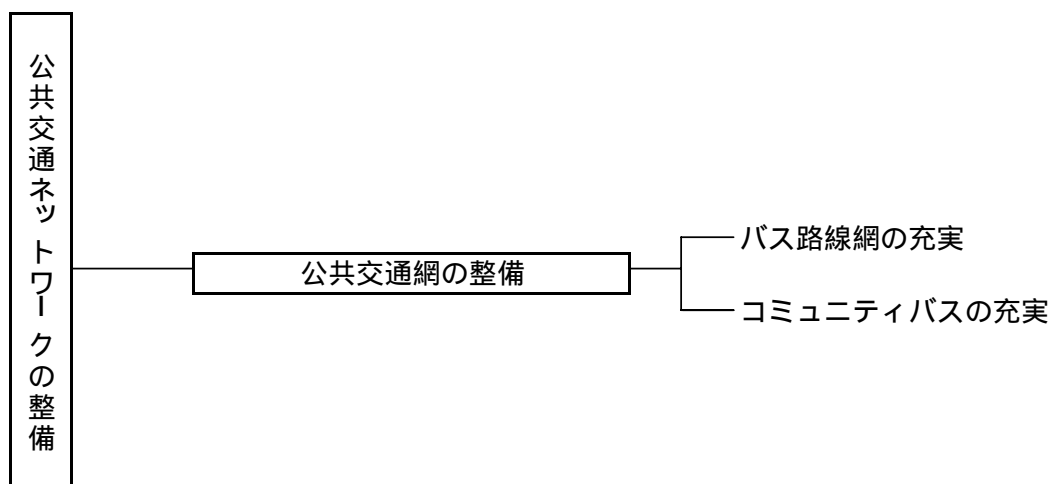 公共交通ネットワークの整備
公共交通網の整備
バス路線網の充実
コミュニティバスの充実